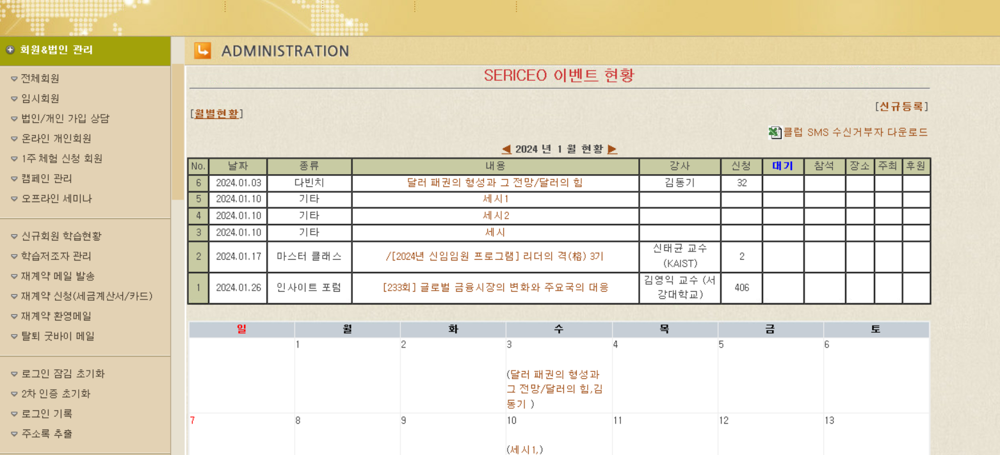 회원&법인 관리
전체회원
임시회원
법인/개인 가입 상담
온라인 개인회원
1주 체험 신청 회원
캠페인 관리
오프라인 세미나
신규회원 학습현황
학습저조자 관리
재계약 메일 발송
재계약 신청(세금계산서/카드)
재계약 환영메일
탈퇴 굿바이 메일
로그인 잠김 초기화
2차 인증 초기화
로그인 기록
주소록 추출
ADMINISTRATION
SERICEO 이벤트 현황
[월별현황]
[신규등록]
클럽 SMS 수신거부자 다운로드
2024 년 1 월 현황
No. 날짜 종류 내용 강사 신청 대기 참석 장소 주최 후원
6 2024.01.03 다빈치 달러 패권의 형성과 그 전망/달러의 힘 김동기 32
5 2024.01.10 기타 세시1
4 2024.01.10 기타 세시2
3 2024.01.10 기타 세시
2 2024.01.17 마스터 클래스 /[2024년 신임임원 프로그램] 리더의 격(格) 3기 신태균 교수
(KAIST) 2
1 2024.01.26 인사이트 포럼 [233회] 글로벌 금융시장의 변화와 주요국의 대응 김영익 교수 (서
강대학교) 406
일 월 화 수 목 금 토
1 2 3 4 5 6
(달러 패권의 형성과
그 전망/달러의 힘,김
동기 )
7 8 9 10 11 12 13
(세시1,)